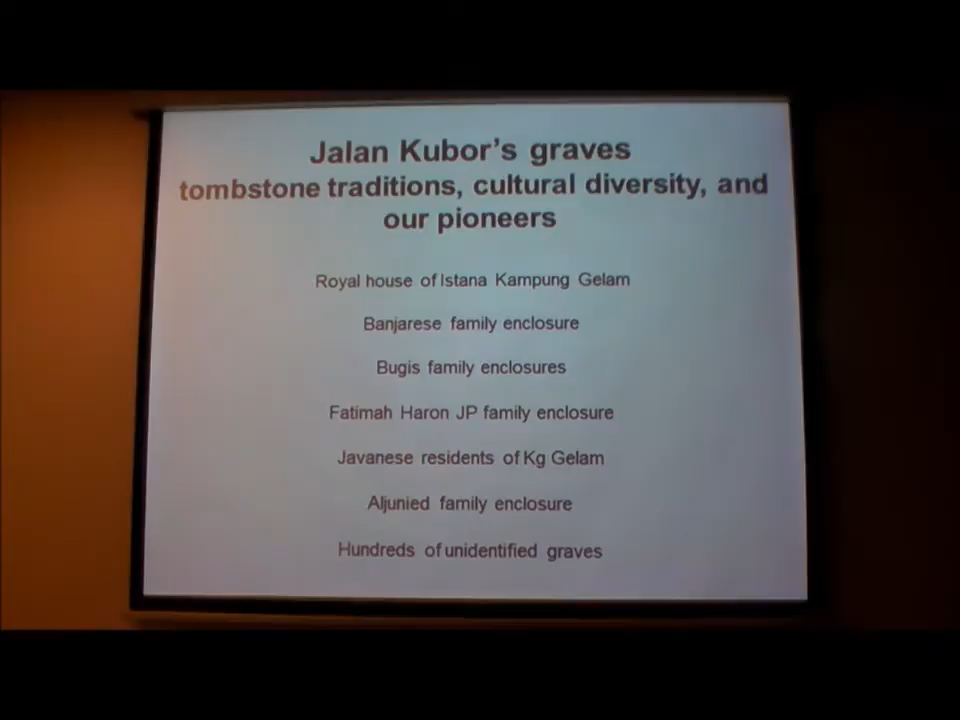 Jalan Kubor's graves
tombstone traditions, cultural diversity, and
our pioneers
Royal house of Istana Kampung Gelam
Banjarese family enclosure
Bugis family enclosures
Fatimah Haron JP family enclosure
Javanese residents of Kg Gelam
Aljunied family enclosure
Hundreds of unidentified graves